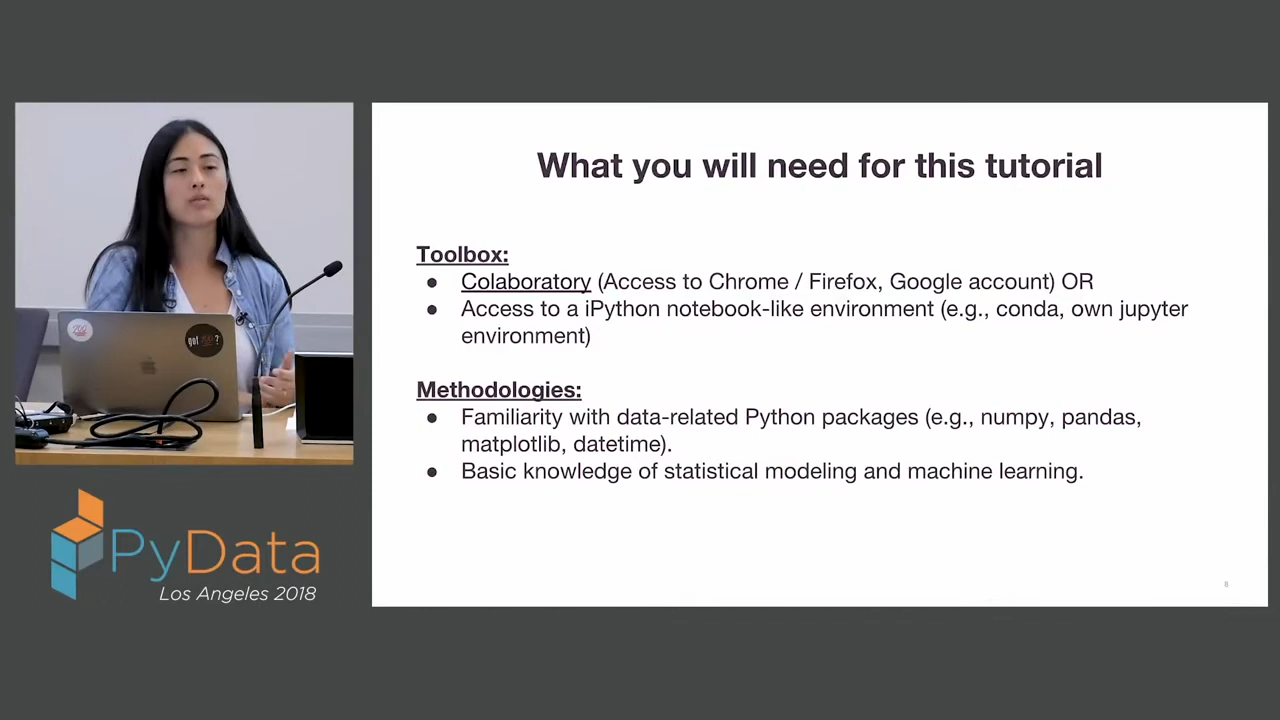 What you will need for this tutorial
Toolbox:
● Colaboratory (Access to Chrome / Firefox, Google account) OR
● Access to a iPython notebook-like environment (e.g., conda, own jupyter
environment)
Methodologies:
● Familiarity with data-related Python packages (e.g., numpy, pandas,
matplotlib, datetime).
● Basic knowledge of statistical modeling and machine learning.
8
got ?
PyData
Los Angeles 2018